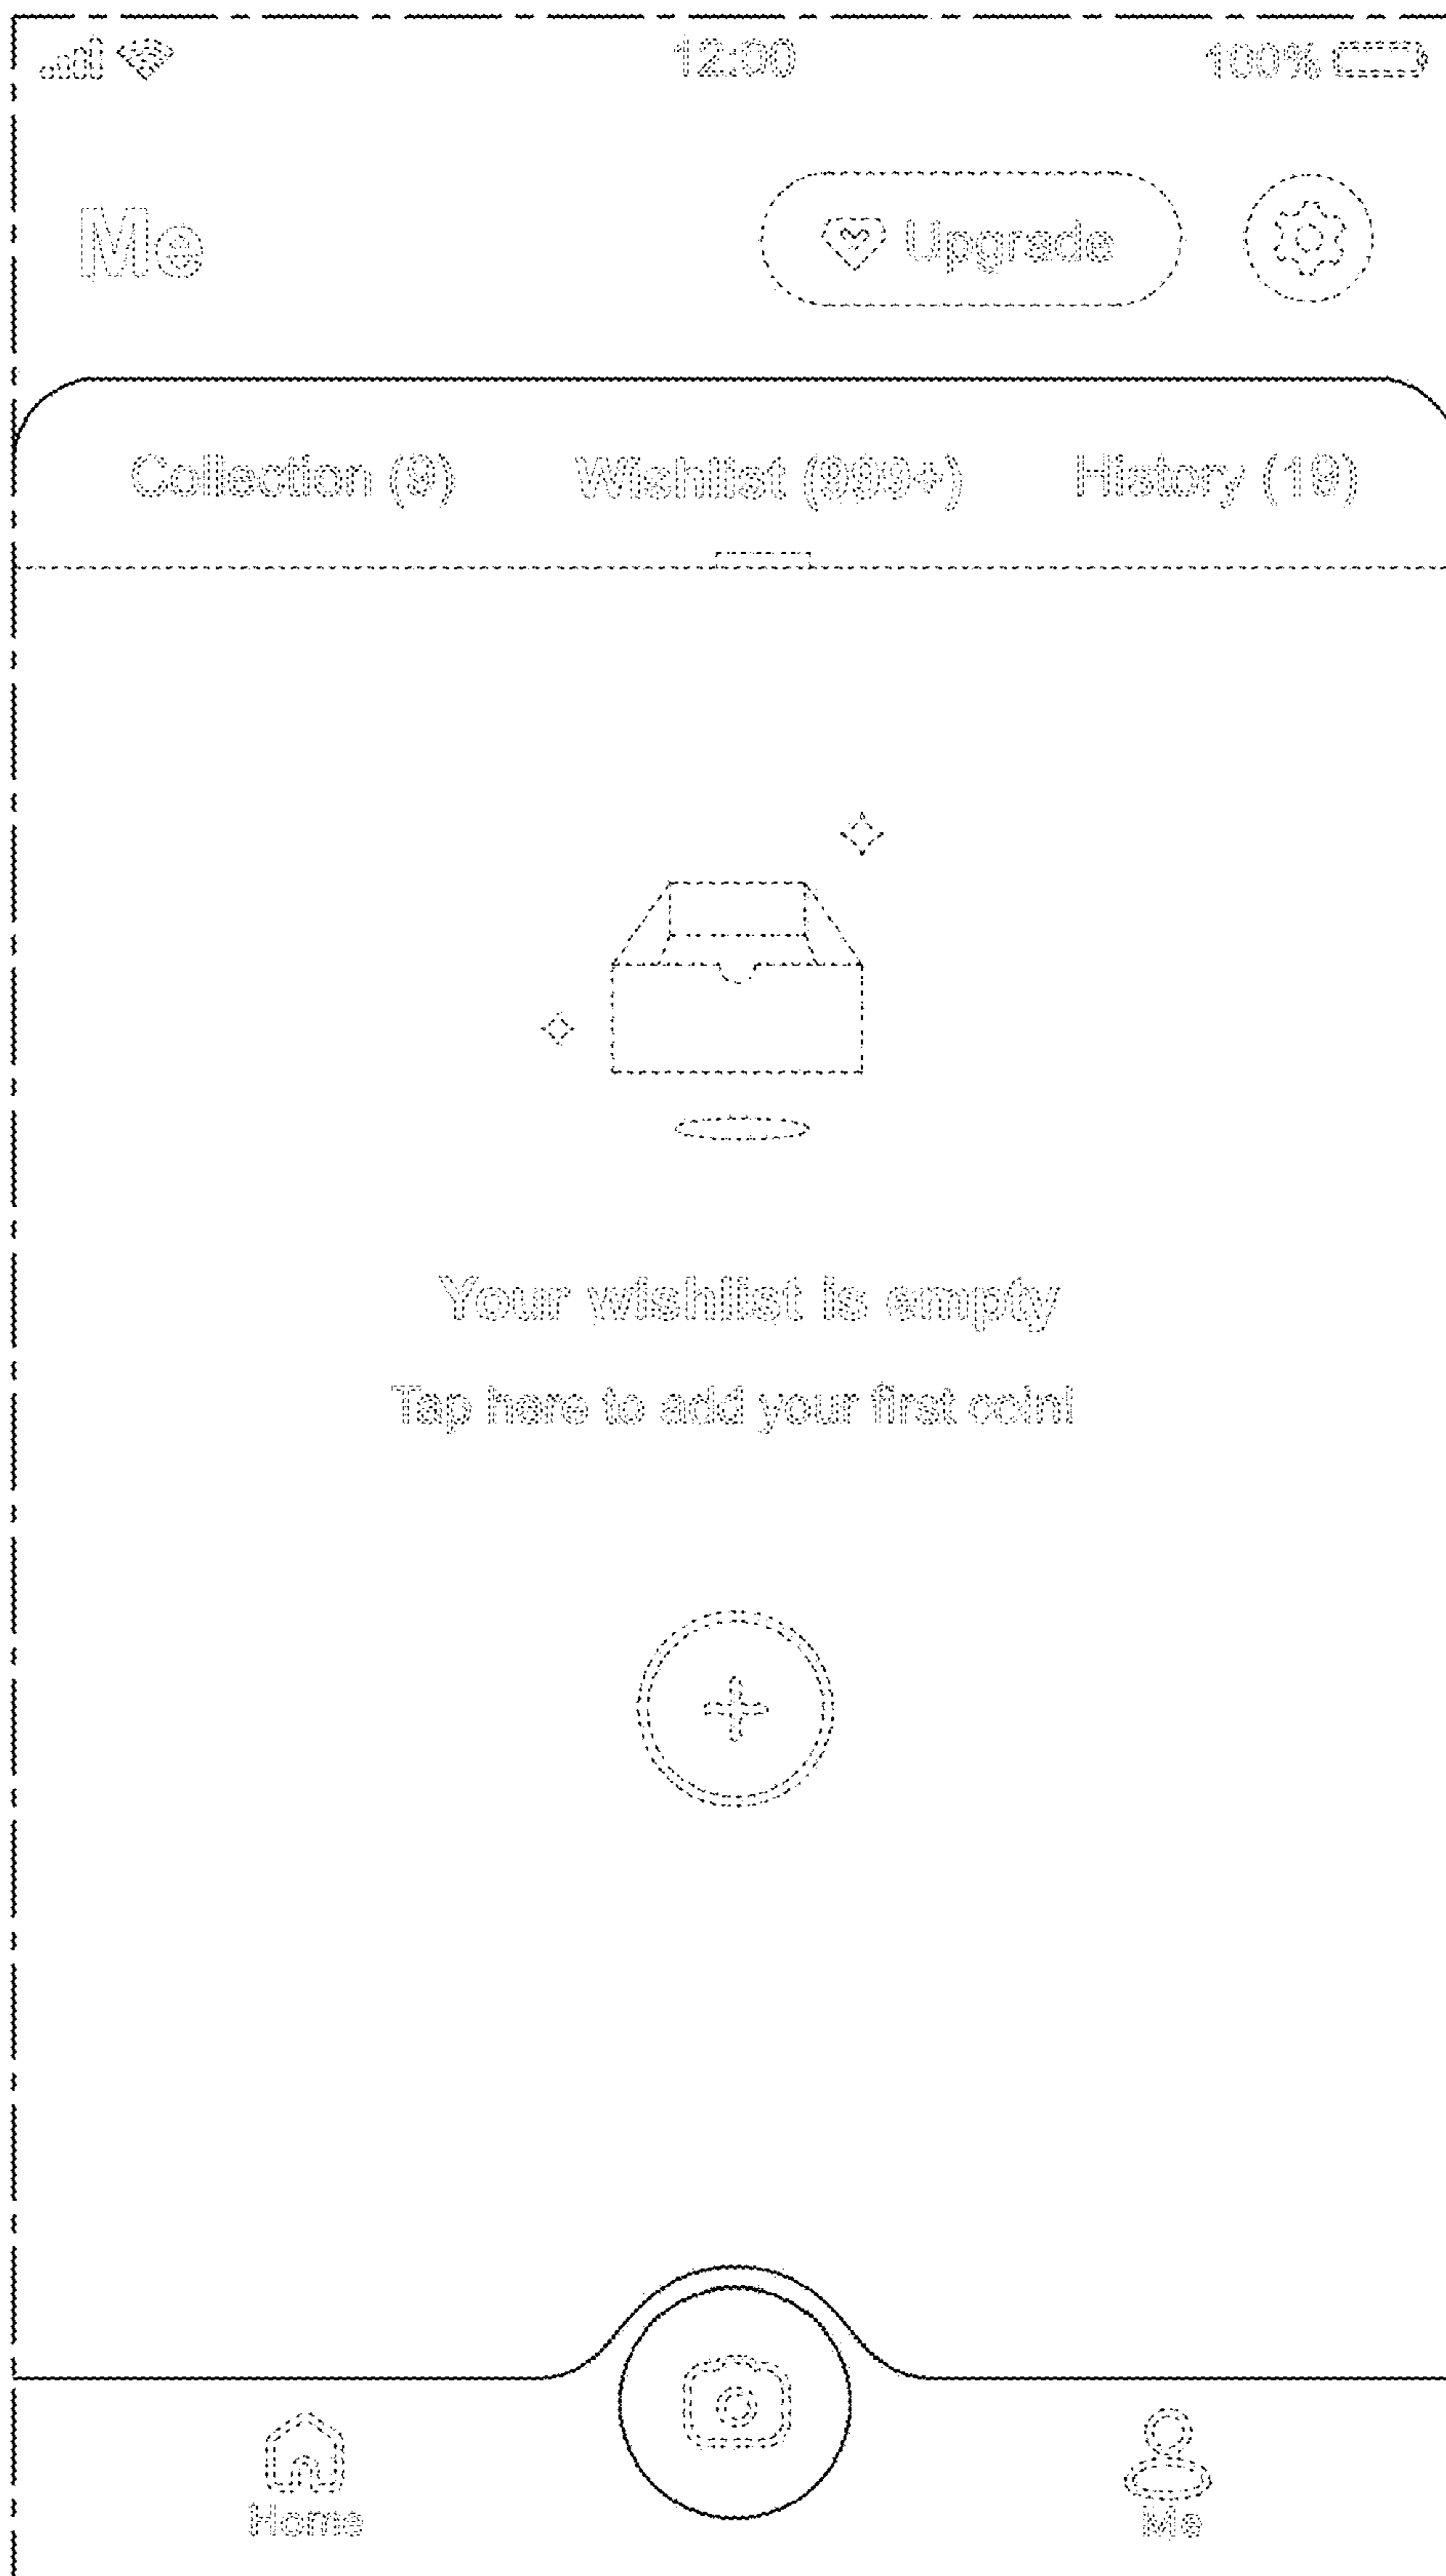 12:00 100%
Me Upgrade
Collection (9) Wishlist (999+) History (19)
Your wishlist is empty
Tap here to add your first coin!
Home Me